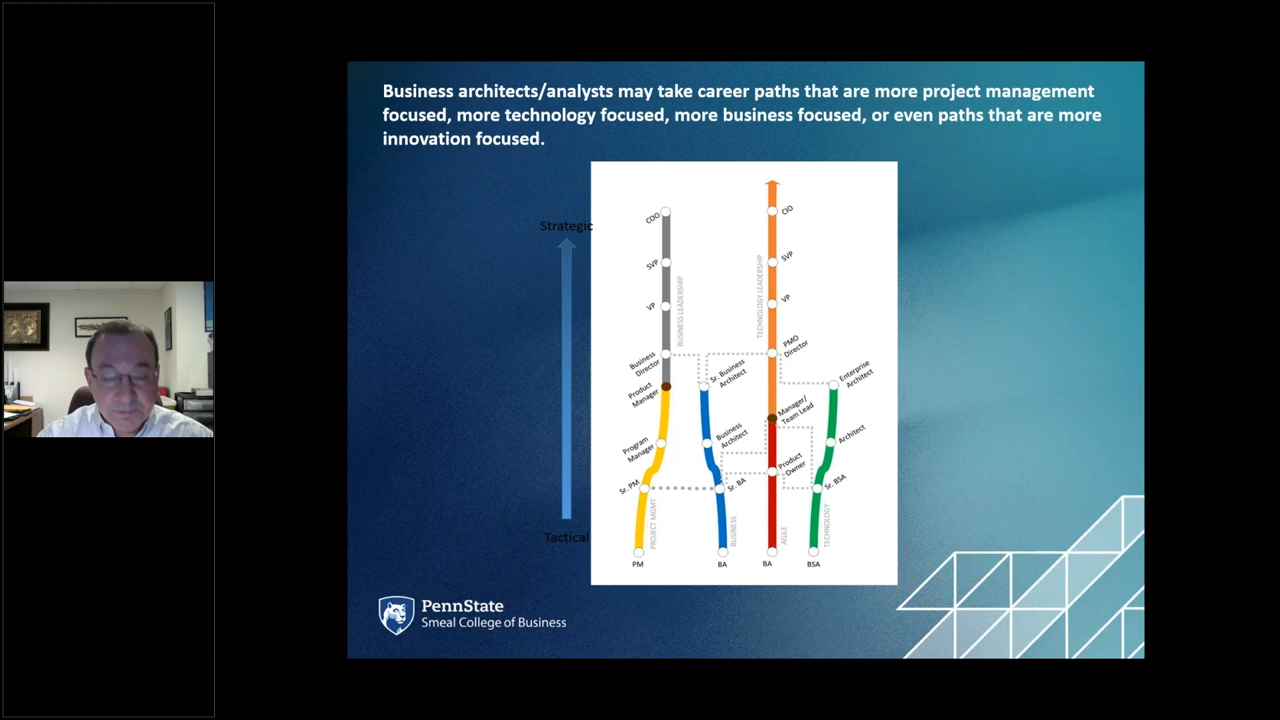 Business architects/analysts may take career paths that are more project management
focused, more technology focused, more business focused, or even paths that are more
innovation focused.
Strategic
Tactical
COO
SVP
VP
BUSINESS LEADERSHIP
Business
Director
Product
Manager
Program
Manager
Sr. PM
PROJECT MGMT
PM
Sr. Business
Architect
Business
Architect
Sr. BA
BUSINESS
BA
CIO
SVP
VP
TECHNOLOGY LEADERSHIP
PMO
Director
Manager/
Team Lead
Product
Owner
AGILE
BA
Enterprise
Architect
Architect
Sr. BSA
TECHNOLOGY
BSA
PennState
Smeal College of Business